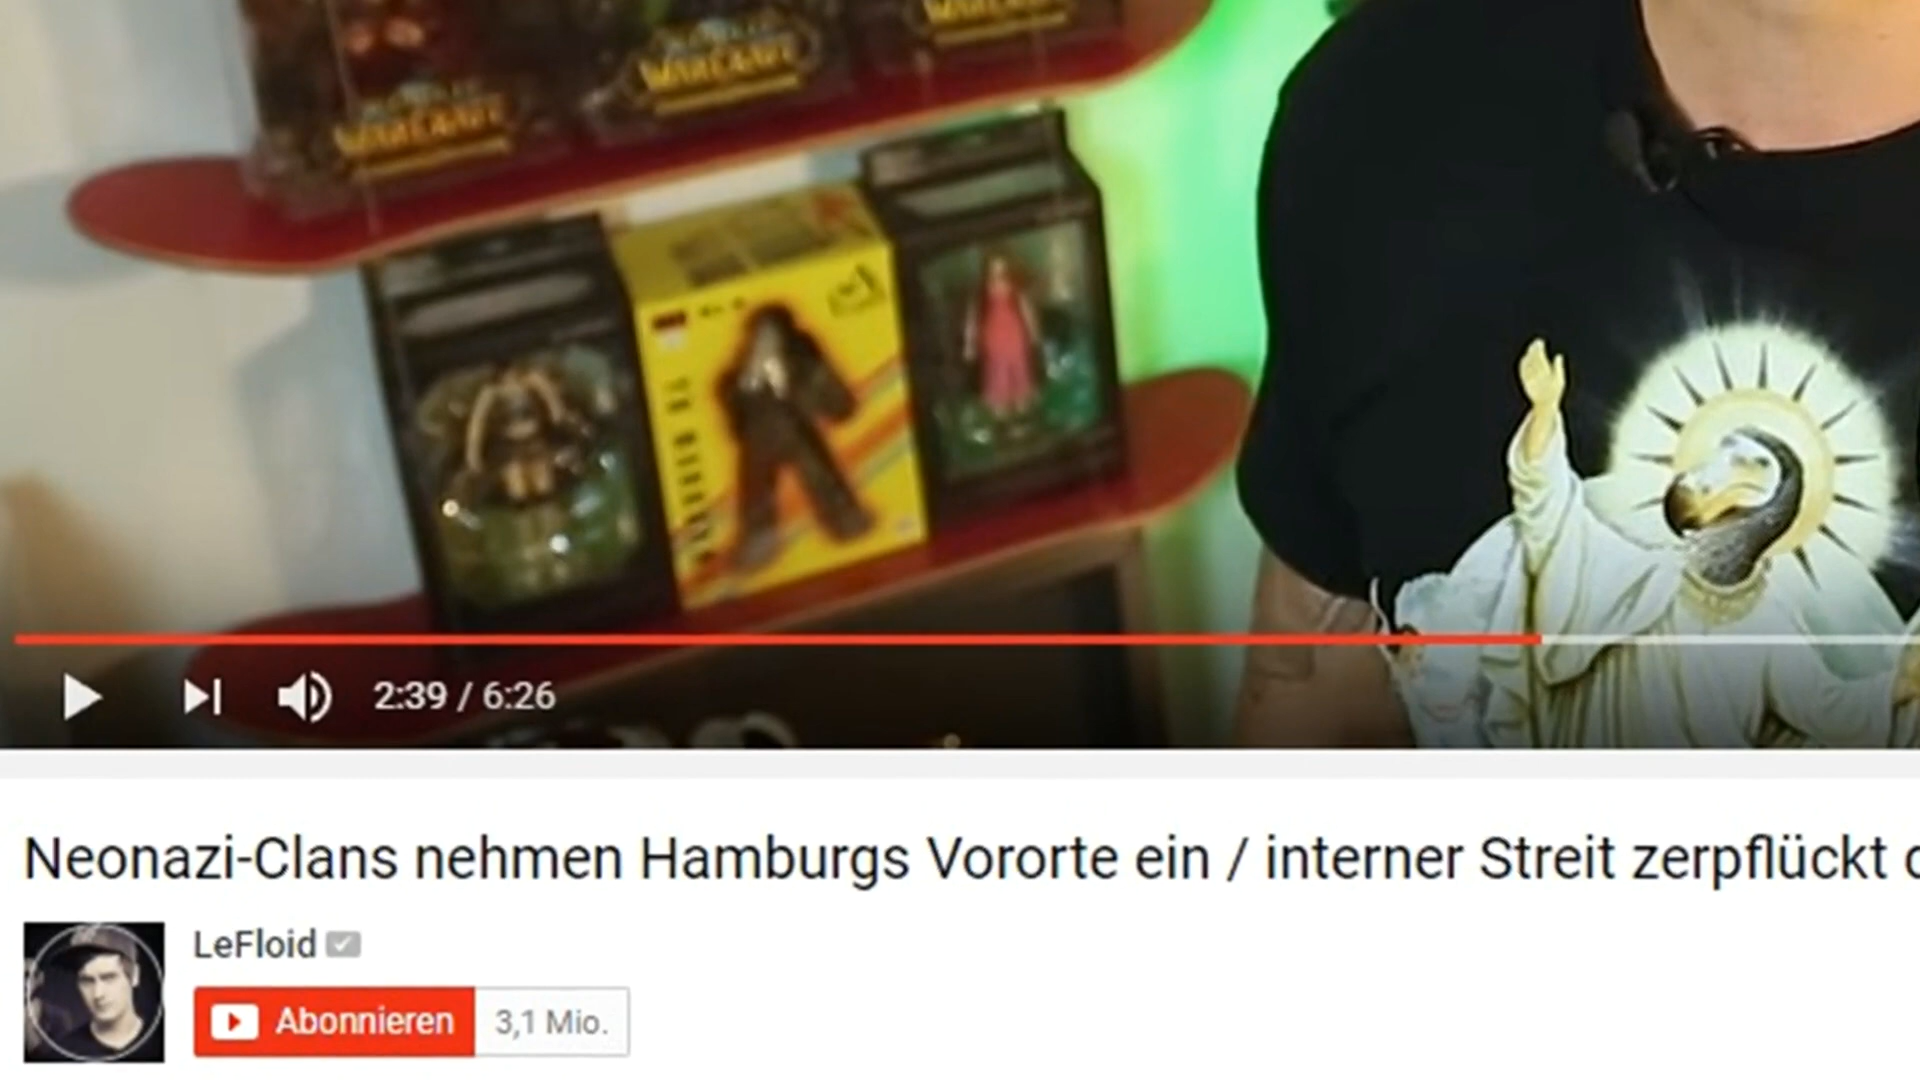 WARCRAFT
WARCRAFT
WARCRAFT
2:39 / 6:26
Neonazi-Clans nehmen Hamburgs Vororte ein / interner Streit zerpflückt
LeFloid
Abonnieren
3,1 Mio.